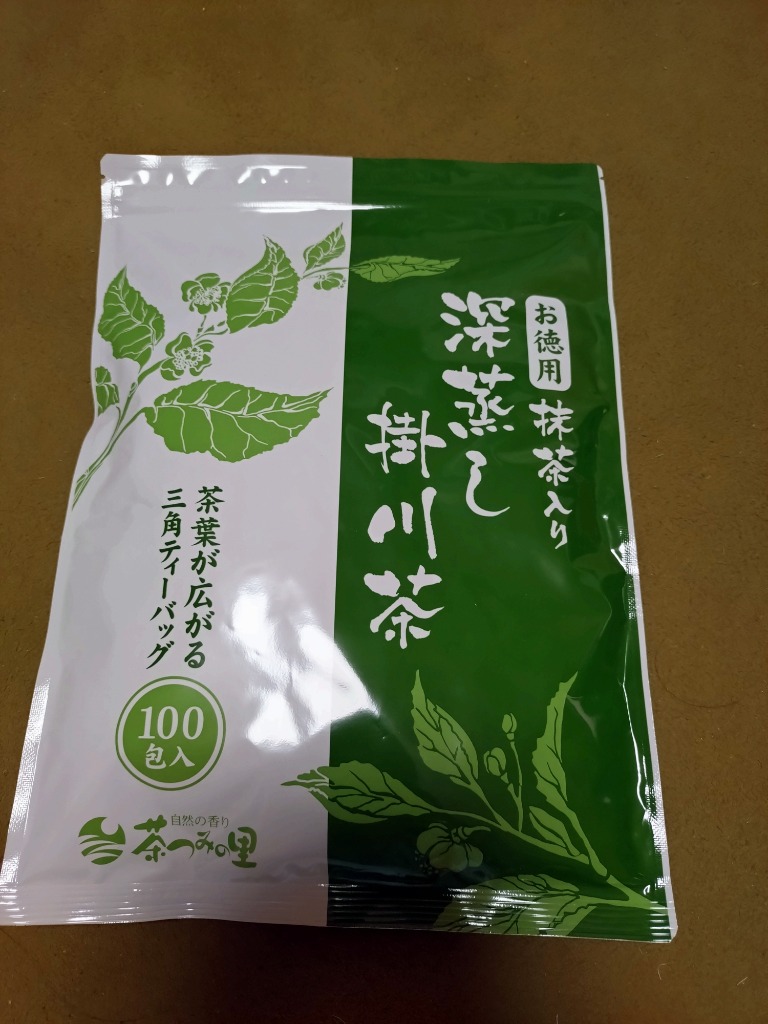 お徳用
抹茶入り
深蒸し
掛川茶
茶葉が広がる
三角ティーバッグ
100
包入
自然の香り
茶つみの里